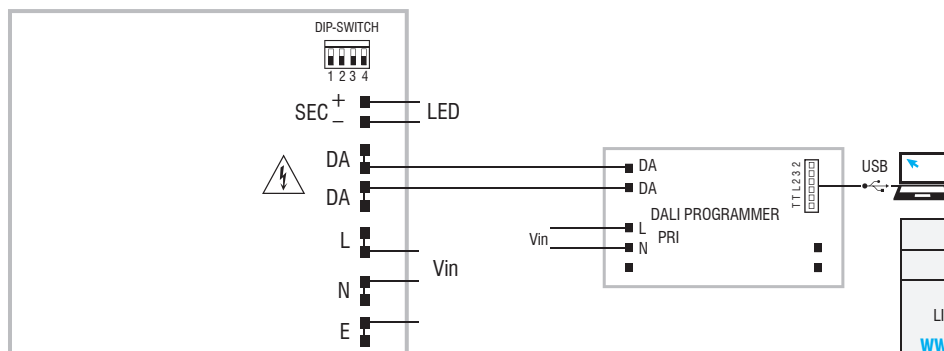 DIP-SWITCH
1 2 3 4
SEC + −
LED
DA
DA
L
N
E
Vin
DA
DA
DALI PROGRAMMER
L
PRI
N
Vin
TTL232
USB